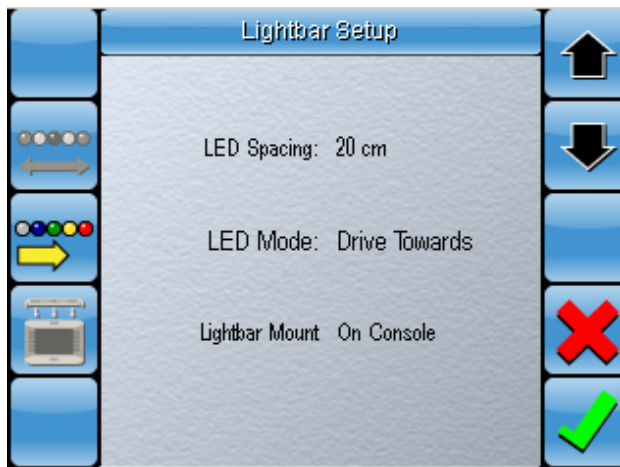 Lightbar Setup
LED Spacing: 20 cm
LED Mode: Drive Towards
Lightbar Mount On Console